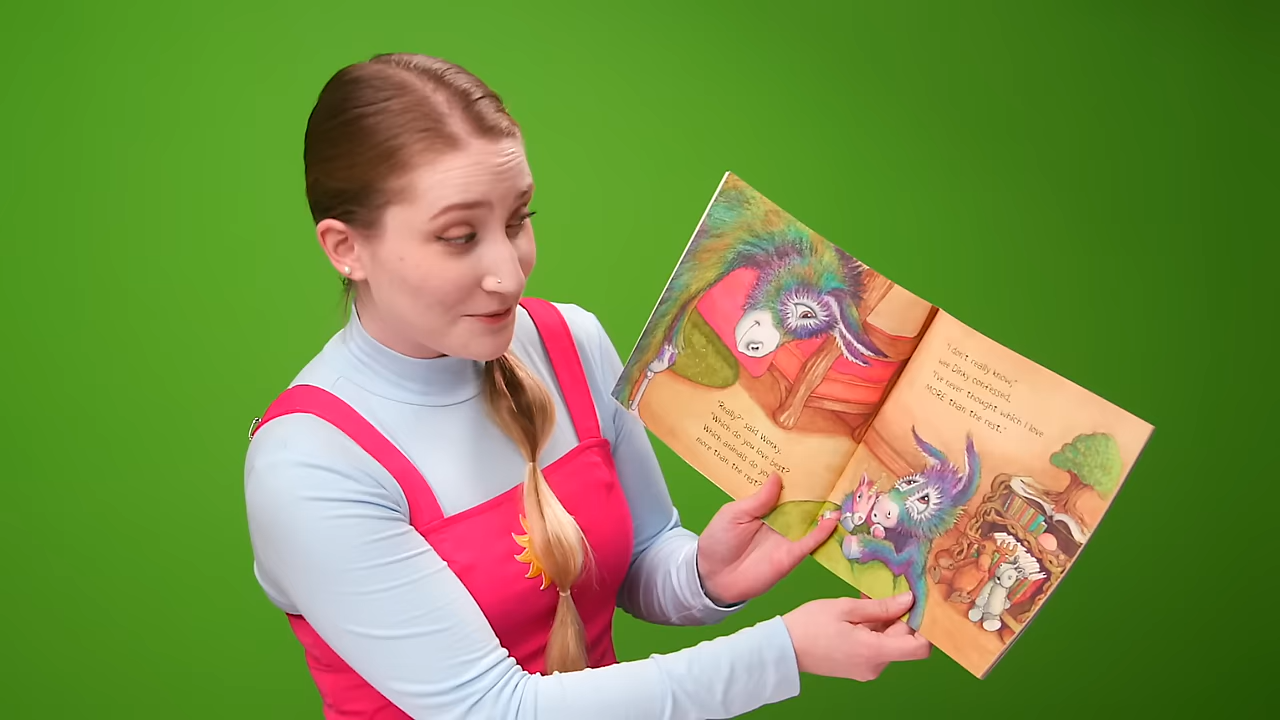 "Really?" said Wonky.
"Which do you love best?
Which animals do you
more than the rest?"
"I don't really know,"
wee Dinky confessed.
"I've never thought which I love
MORE than the rest."